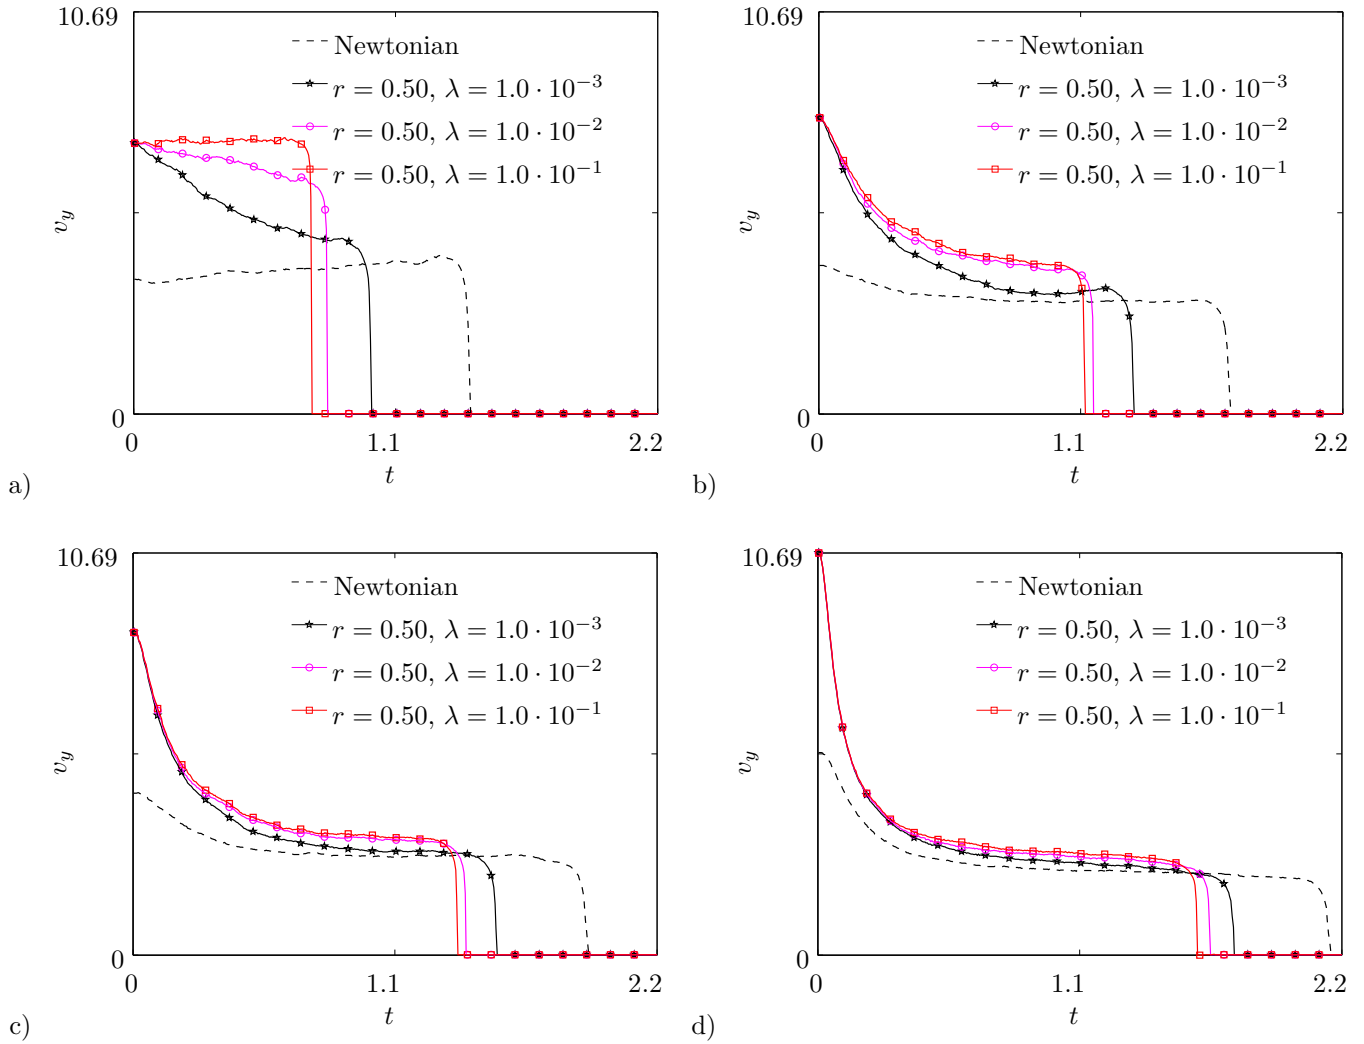 10.69
Newtonian
r = 0.50, λ = 1.0 · 10⁻³
r = 0.50, λ = 1.0 · 10⁻²
r = 0.50, λ = 1.0 · 10⁻¹
v_y
0
0 1.1 2.2
t
a)
10.69
Newtonian
r = 0.50, λ = 1.0 · 10⁻³
r = 0.50, λ = 1.0 · 10⁻²
r = 0.50, λ = 1.0 · 10⁻¹
v_y
0
0 1.1 2.2
t
b)
10.69
Newtonian
r = 0.50, λ = 1.0 · 10⁻³
r = 0.50, λ = 1.0 · 10⁻²
r = 0.50, λ = 1.0 · 10⁻¹
v_y
0
0 1.1 2.2
t
c)
10.69
Newtonian
r = 0.50, λ = 1.0 · 10⁻³
r = 0.50, λ = 1.0 · 10⁻²
r = 0.50, λ = 1.0 · 10⁻¹
v_y
0
0 1.1 2.2
t
d)